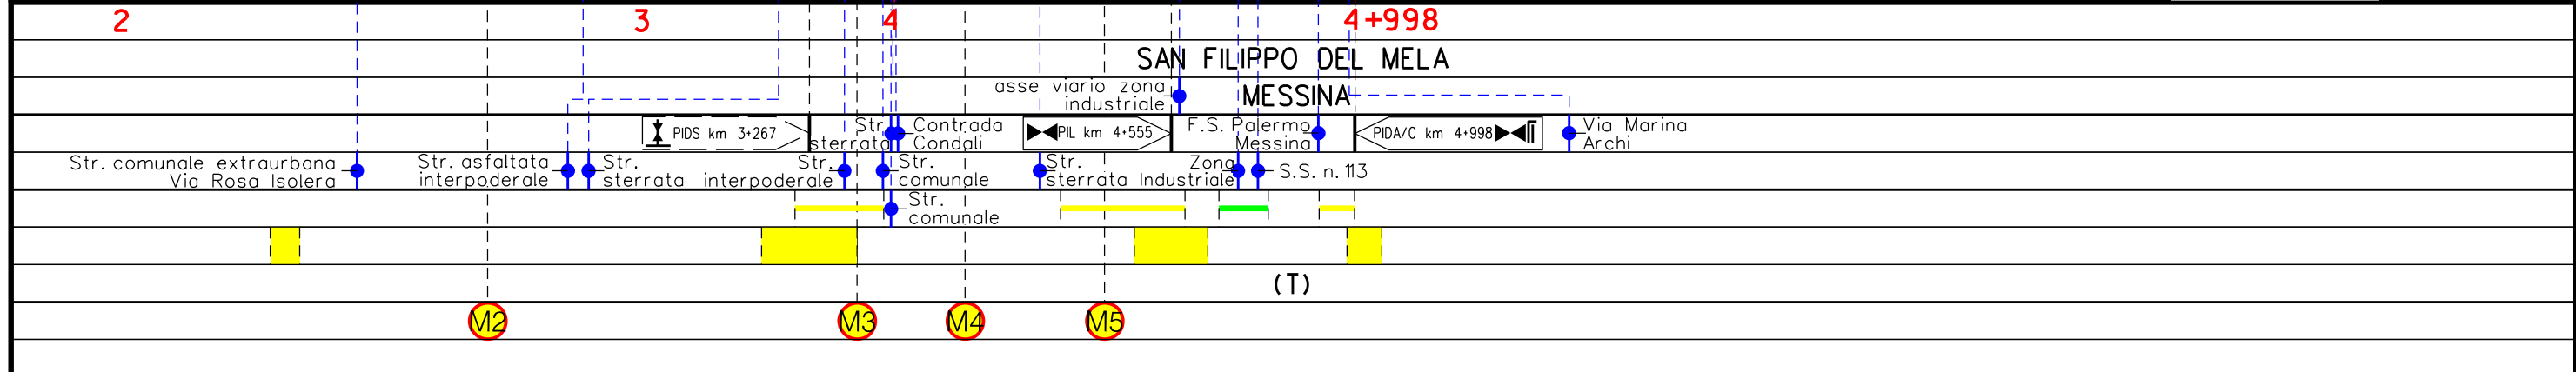 2 3 4 4+998
SAN FILIPPO DEL MELA
asse viario zona
industriale
MESSINA
PIDS km 3+267
Str.
sterrata
Contrada
Condali
PIL km 4+555
F.S. Palermo
Messina
PIDA/C km 4+998
Via Marina
Archi
Str. comunale extraurbana
Via Rosa Isolera
Str. asfaltata
interpoderale
Str.
sterrata
Str.
interpoderale
Str.
comunale
Str.
sterrata
Zona
Industriale
S.S. n. 113
Str.
comunale
(T)
M2 M3 M4 M5